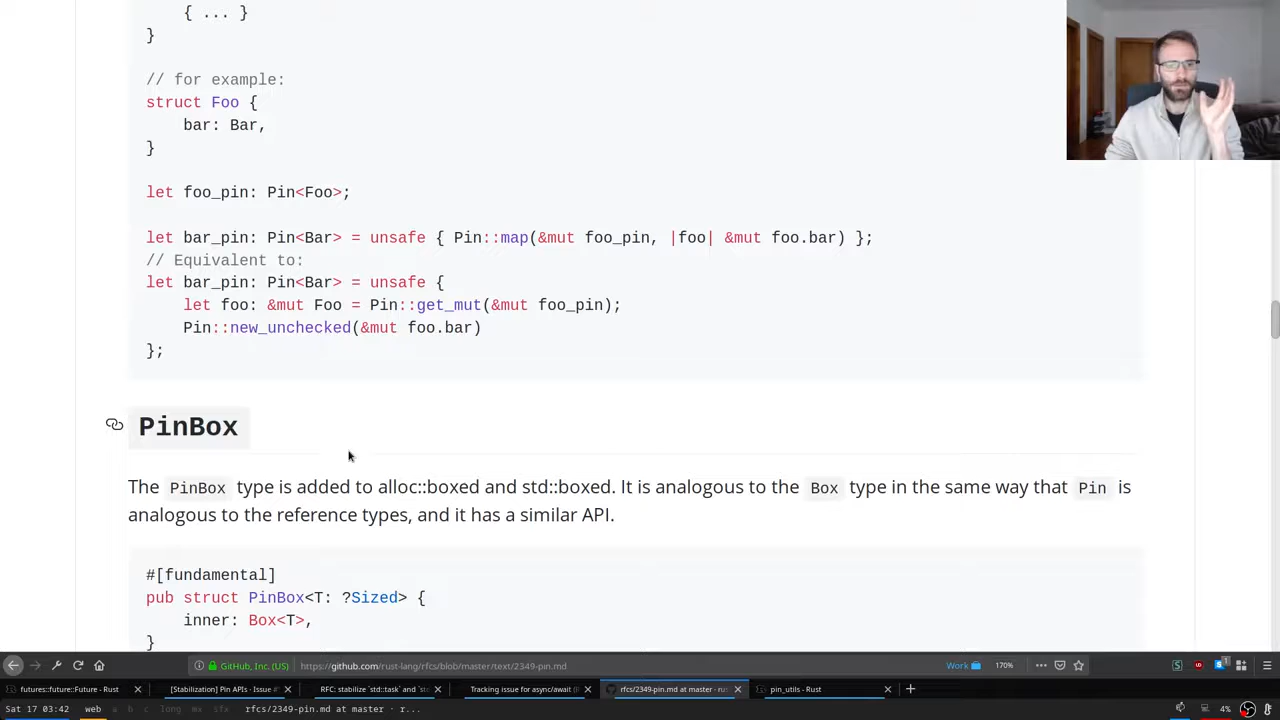 { ... }
}
// for example:
struct Foo {
bar: Bar,
}
let foo_pin: Pin<Foo>;
let bar_pin: Pin<Bar> = unsafe { Pin::map(&mut foo_pin, |foo| &mut foo.bar) };
// Equivalent to:
let bar_pin: Pin<Bar> = unsafe {
let foo: &mut Foo = Pin::get_mut(&mut foo_pin);
Pin::new_unchecked(&mut foo.bar)
};
PinBox
The PinBox type is added to alloc::boxed and std::boxed. It is analogous to the Box type in the same way that Pin is
analogous to the reference types, and it has a similar API.
#[fundamental]
pub struct PinBox<T: ?Sized> {
inner: Box<T>,
}
GitHub, Inc. (US) https://github.com/rust-lang/rfcs/blob/master/text/2349-pin.md Work 170%
futures::future::Future - Rust [Stabilization] Pin APIs · Issue # RFC: stabilize `std::task` and `std: Tracking issue for async/await ( rfcs/2349-pin.md at master · rus pin_utils - Rust
Sat 17 03:42 web a b c long mx sfx rfcs/2349-pin.md at master · r... 4%